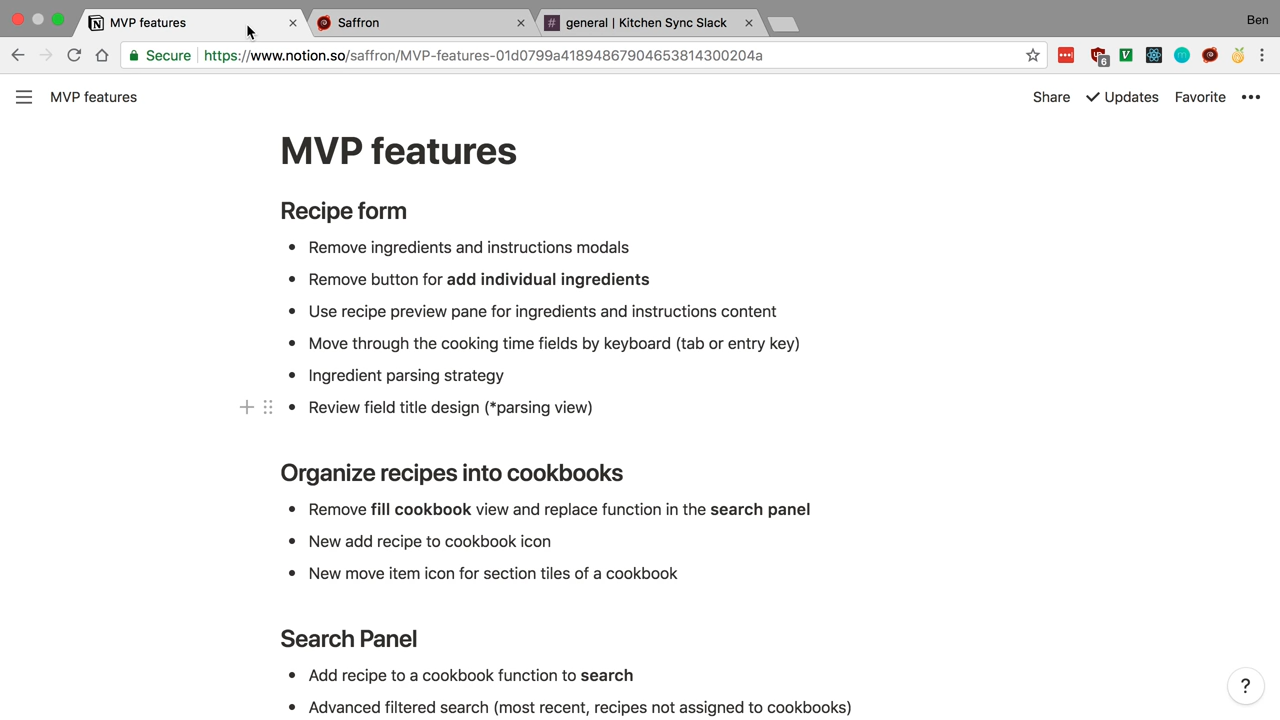 MVP features
Saffron
# general | Kitchen Sync Slack
Ben
Secure
https://www.notion.so/saffron/MVP-features-01d0799a41894867904653814300204a
6
V
MVP features
Share
Updates
Favorite
MVP features
Recipe form
Remove ingredients and instructions modals
Remove button for add individual ingredients
Use recipe preview pane for ingredients and instructions content
Move through the cooking time fields by keyboard (tab or entry key)
Ingredient parsing strategy
Review field title design (*parsing view)
Organize recipes into cookbooks
Remove fill cookbook view and replace function in the search panel
New add recipe to cookbook icon
New move item icon for section tiles of a cookbook
Search Panel
Add recipe to a cookbook function to search
Advanced filtered search (most recent, recipes not assigned to cookbooks)
?